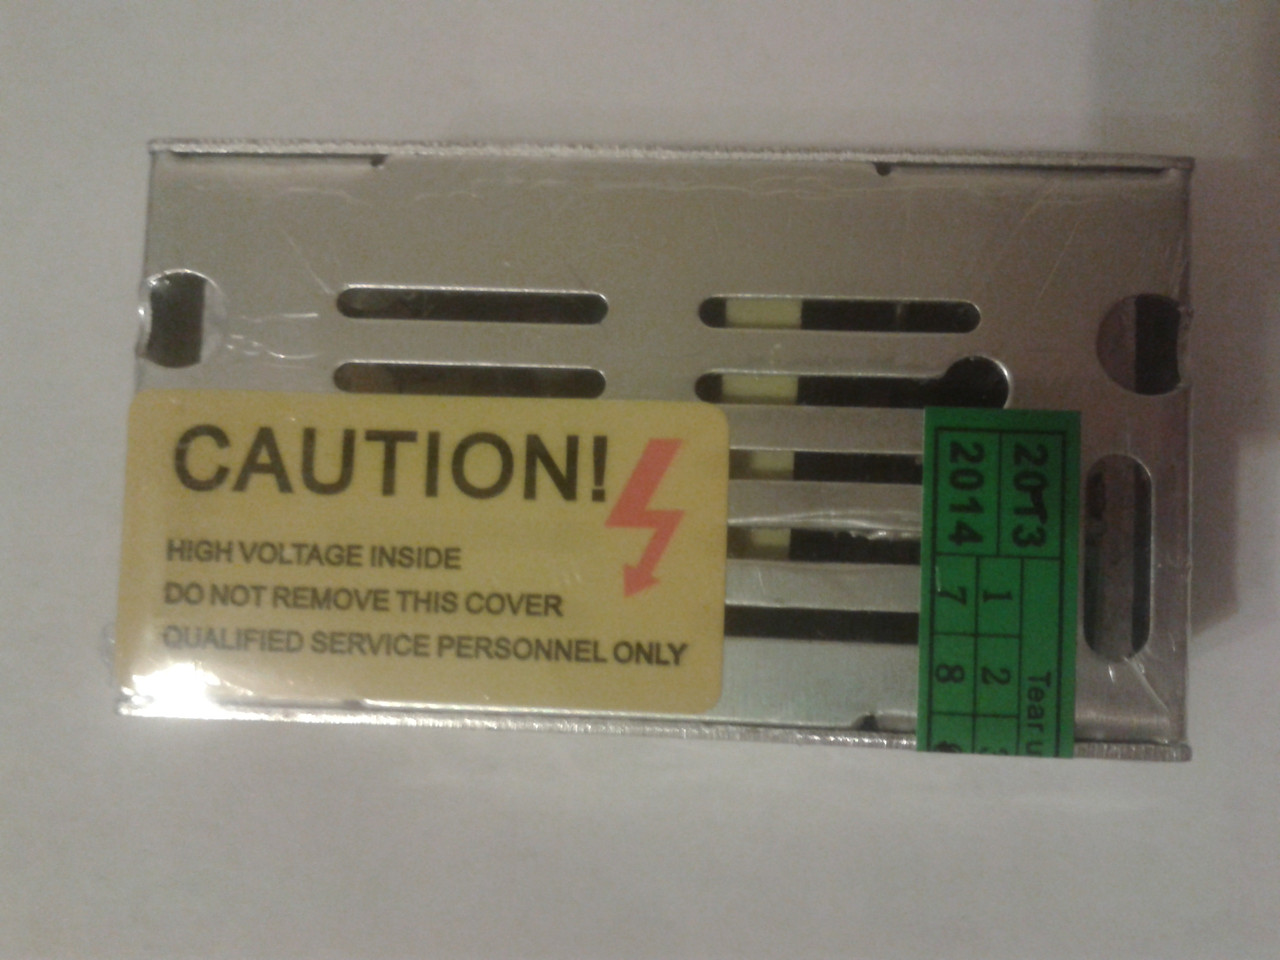 CAUTION!
HIGH VOLTAGE INSIDE
DO NOT REMOVE THIS COVER
QUALIFIED SERVICE PERSONNEL ONLY
Tear
2013 1 2
2014 7 8